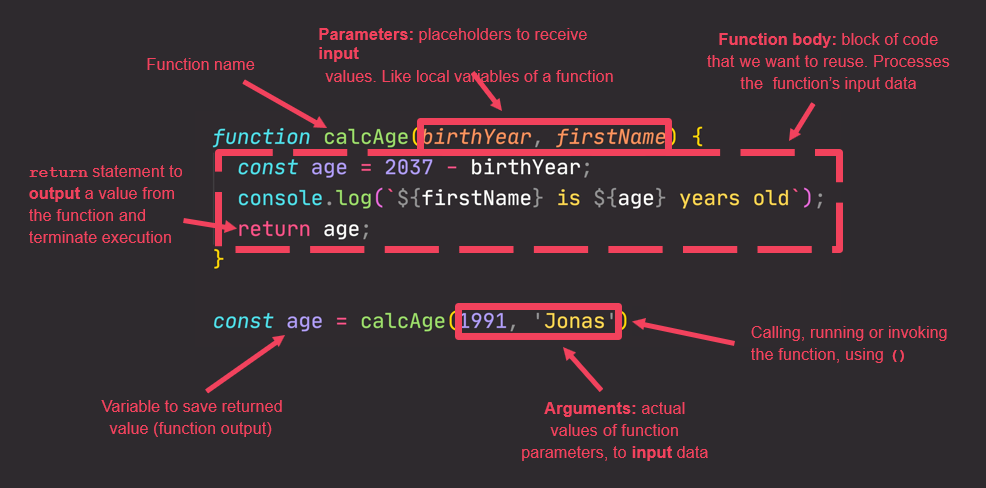 Parameters: placeholders to receive
input
values. Like local variables of a function
Function name
Function body: block of code
that we want to reuse. Processes
the function’s input data
function calcAge(birthYear, firstName) {
const age = 2037 - birthYear;
console.log(`${firstName} is ${age} years old`);
return age;
}
return statement to
output a value from
the function and
terminate execution
const age = calcAge(1991, 'Jonas')
Calling, running or invoking
the function, using ()
Variable to save returned
value (function output)
Arguments: actual
values of function
parameters, to input data